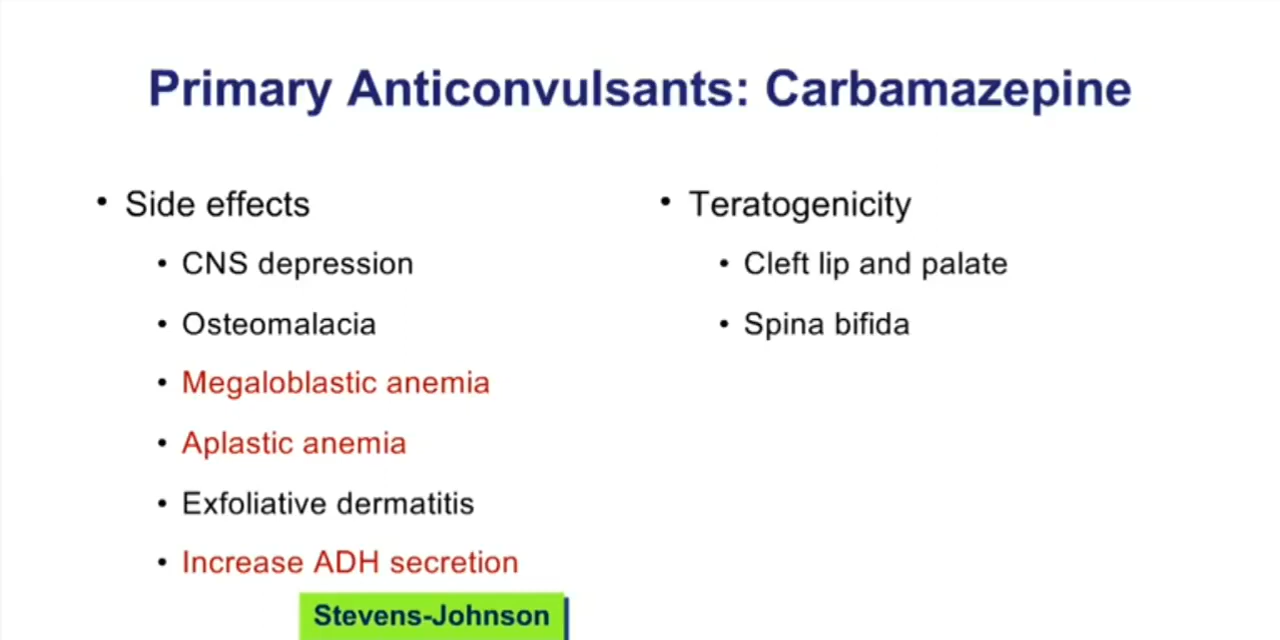 Primary Anticonvulsants: Carbamazepine
• Side effects
• CNS depression
• Osteomalacia
• Megaloblastic anemia
• Aplastic anemia
• Exfoliative dermatitis
• Increase ADH secretion
Stevens-Johnson
• Teratogenicity
• Cleft lip and palate
• Spina bifida